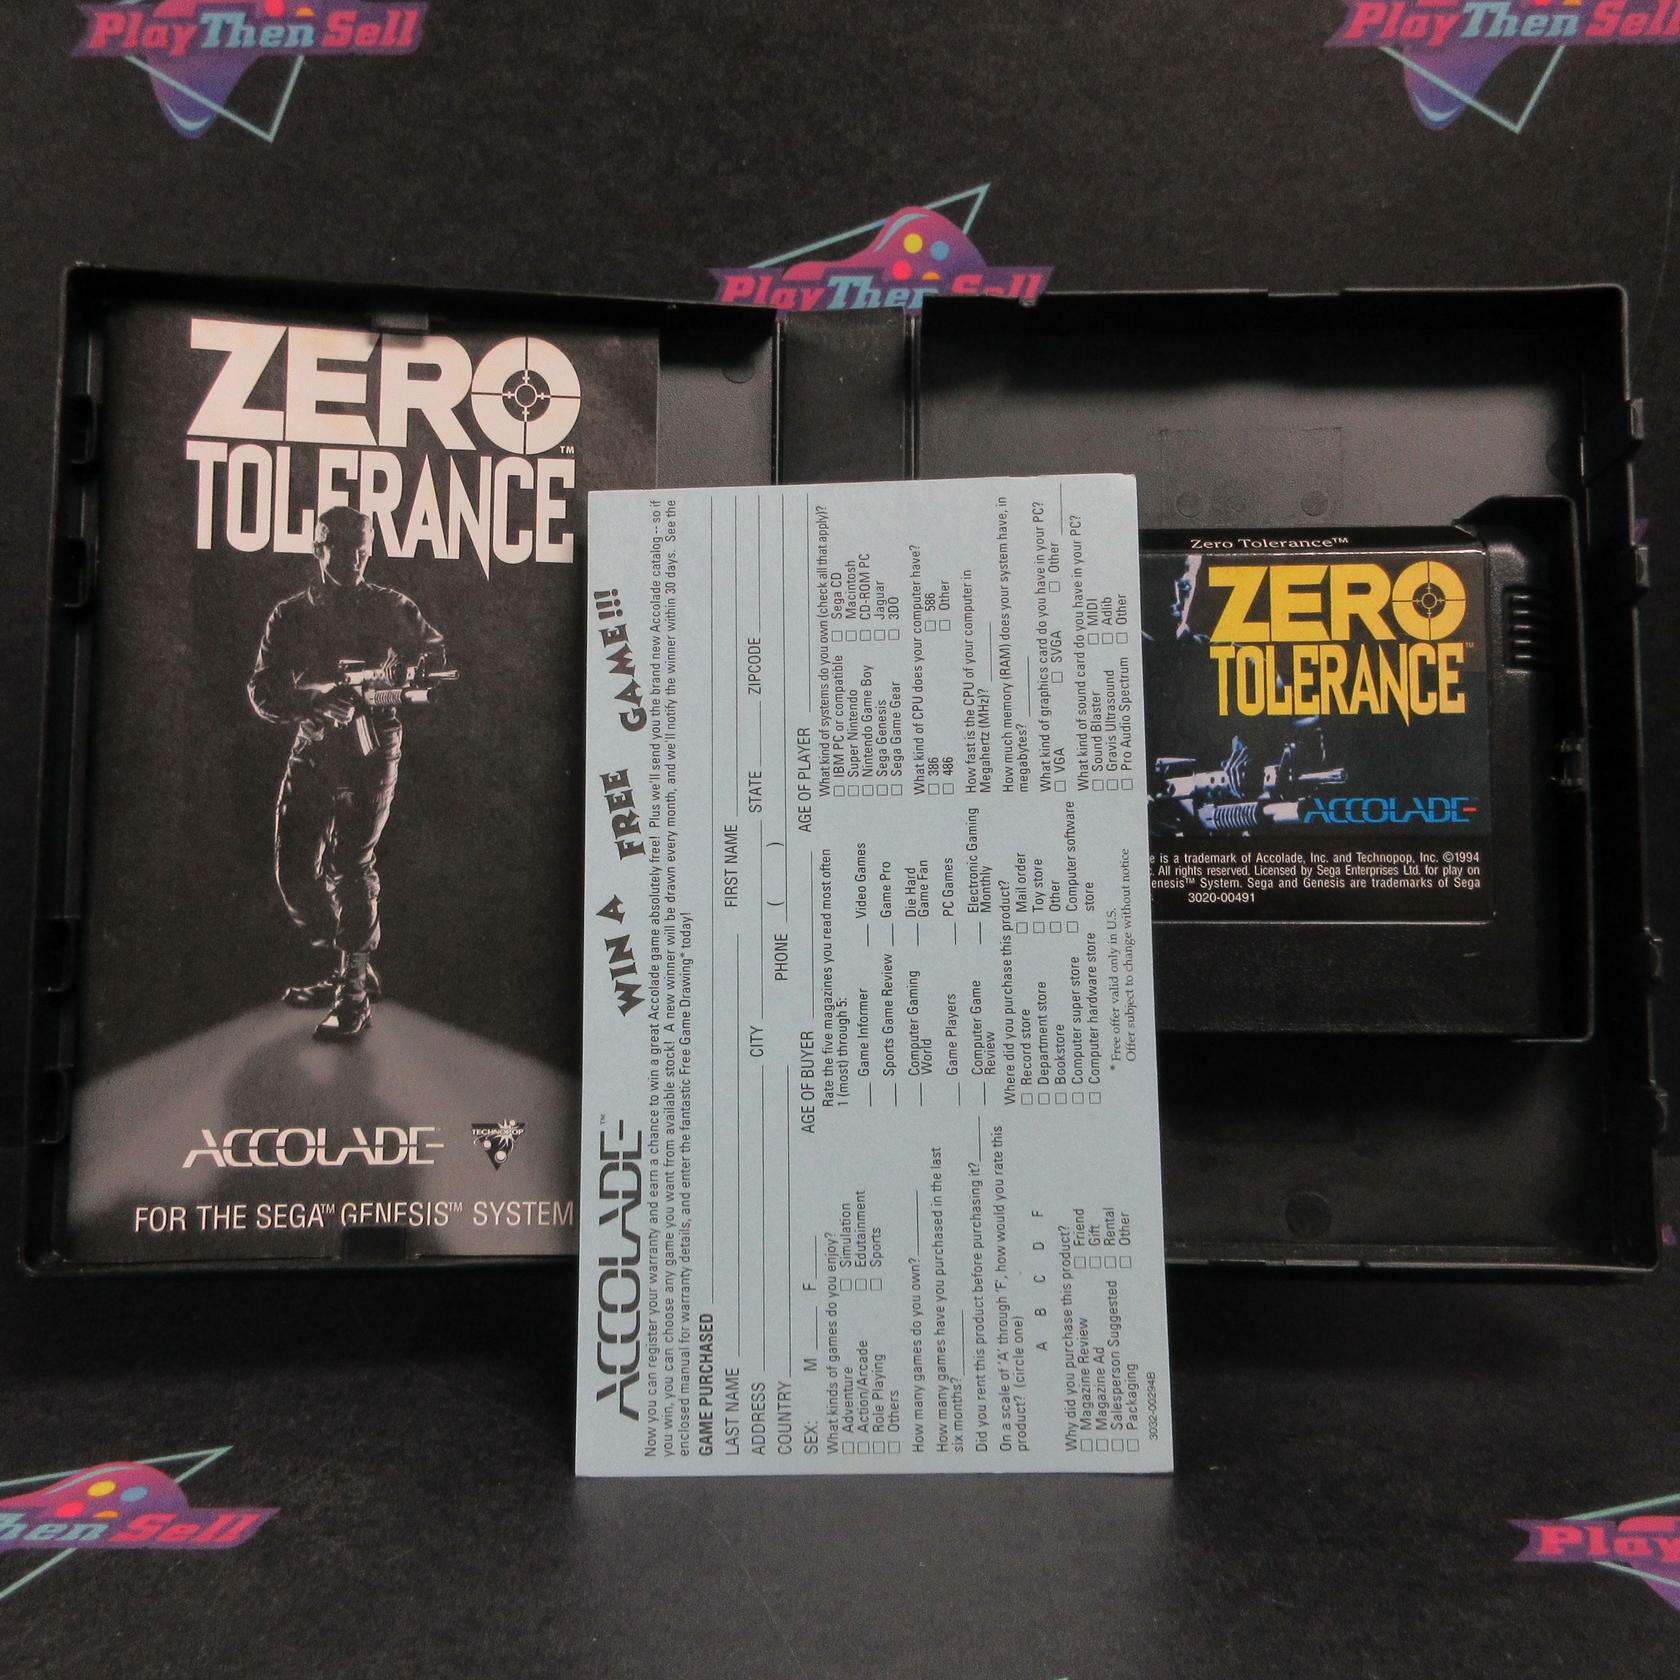 PlayThenSell
PlayThenSell
PlayThenSell
ZERO
TOLERANCE
TM
ACCOLADE
TECHNOPOP
FOR THE SEGA™ GENESIS™ SYSTEM
ACCOLADE™
WIN A FREE GAME!!!
Now you can register your warranty and earn a chance to win a great Accolade game absolutely free! Plus we'll send you the brand new Accolade catalog -- so if
you win, you can choose any game you want from available stock! A new winner will be drawn every month, and we'll notify the winner within 30 days. See the
enclosed manual for warranty details, and enter the fantastic Free Game Drawing* today!
GAME PURCHASED
LAST NAME FIRST NAME
ADDRESS CITY STATE ZIPCODE
COUNTRY PHONE ( )
SEX: M F AGE OF BUYER AGE OF PLAYER
What kinds of games do you enjoy?
Adventure Simulation
Action/Arcade Edutainment
Role Playing Sports
Others
How many games do you own?
How many games have you purchased in the last
six months?
Did you rent this product before purchasing it?
On a scale of 'A' through 'F', how would you rate this
product? (circle one)
A B C D F
Why did you purchase this product?
Magazine Review Friend
Magazine Ad Gift
Salesperson Suggested Rental
Packaging Other
3032-00294B
Rate the five magazines you read most often
1 (most) through 5:
Game Informer Video Games
Sports Game Review Game Pro
Computer Gaming World Die Hard Game Fan
Game Players PC Games
Computer Game Review Electronic Gaming Monthly
Where did you purchase this product?
Record store Mail order
Department store Toy store
Bookstore Other
Computer super store Computer software store
Computer hardware store
* Free offer valid only in U.S.
Offer subject to change without notice
What kind of systems do you own (check all that apply)?
IBM PC or compatible Sega CD
Super Nintendo Macintosh
Nintendo Game Boy CD-ROM PC
Sega Genesis Jaguar
Sega Game Gear 3DO
What kind of CPU does your computer have?
386 586
486 Other
How fast is the CPU of your computer in
Megahertz (MHz)?
How much memory (RAM) does your system have, in
megabytes?
What kind of graphics card do you have in your PC?
VGA SVGA Other
What kind of sound card do you have in your PC?
Sound Blaster MIDI
Gravis Ultrasound Adlib
Pro Audio Spectrum Other
Zero Tolerance™
ZERO
TOLERANCE™
ACCOLADE
e is a trademark of Accolade, Inc. and Technopop, Inc. ©1994
. All rights reserved. Licensed by Sega Enterprises Ltd. for play on
enesis™ System. Sega and Genesis are trademarks of Sega
3020-00491
hen Sell
Play